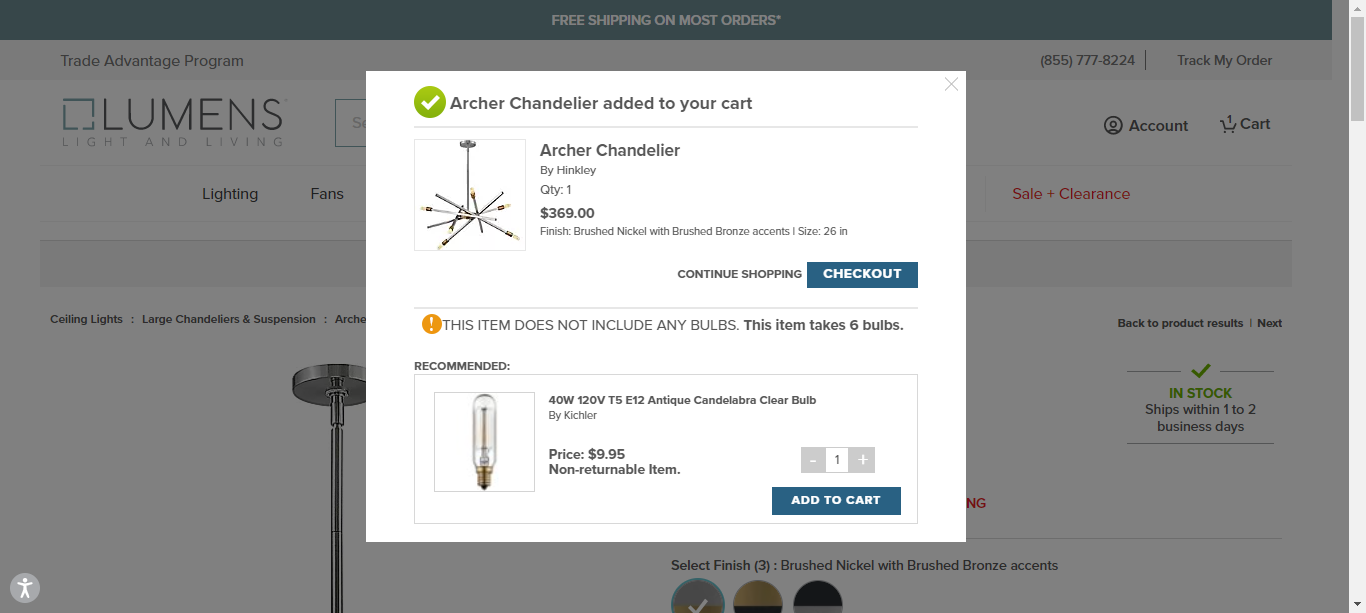 FREE SHIPPING ON MOST ORDERS*
Trade Advantage Program
(855) 777-8224
Track My Order
LUMENS
LIGHT AND LIVING
Account
1
Cart
Lighting
Fans
Sale + Clearance
Ceiling Lights : Large Chandeliers & Suspension :
Back to product results | Next
IN STOCK
Ships within 1 to 2
business days
Select Finish (3) : Brushed Nickel with Brushed Bronze accents
Archer Chandelier added to your cart
Archer Chandelier
By Hinkley
Qty: 1
$369.00
Finish: Brushed Nickel with Brushed Bronze accents | Size: 26 in
CONTINUE SHOPPING
CHECKOUT
THIS ITEM DOES NOT INCLUDE ANY BULBS. This item takes 6 bulbs.
RECOMMENDED:
40W 120V T5 E12 Antique Candelabra Clear Bulb
By Kichler
Price: $9.95
Non-returnable Item.
- 1 +
ADD TO CART